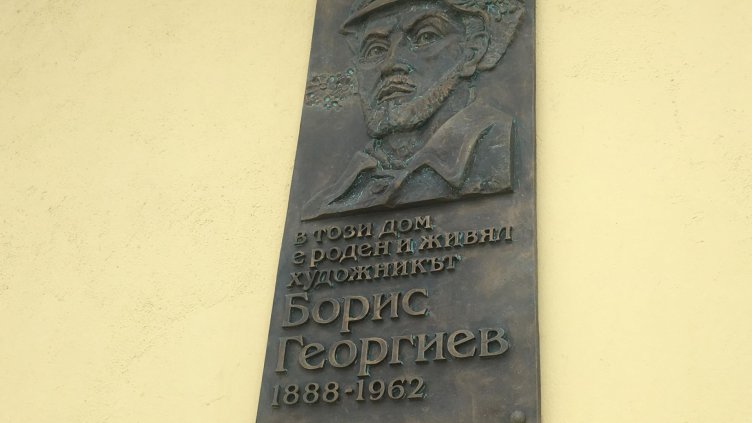 в този дом
е роден и живял
художникът
Борис
Георгиев
1888-1962